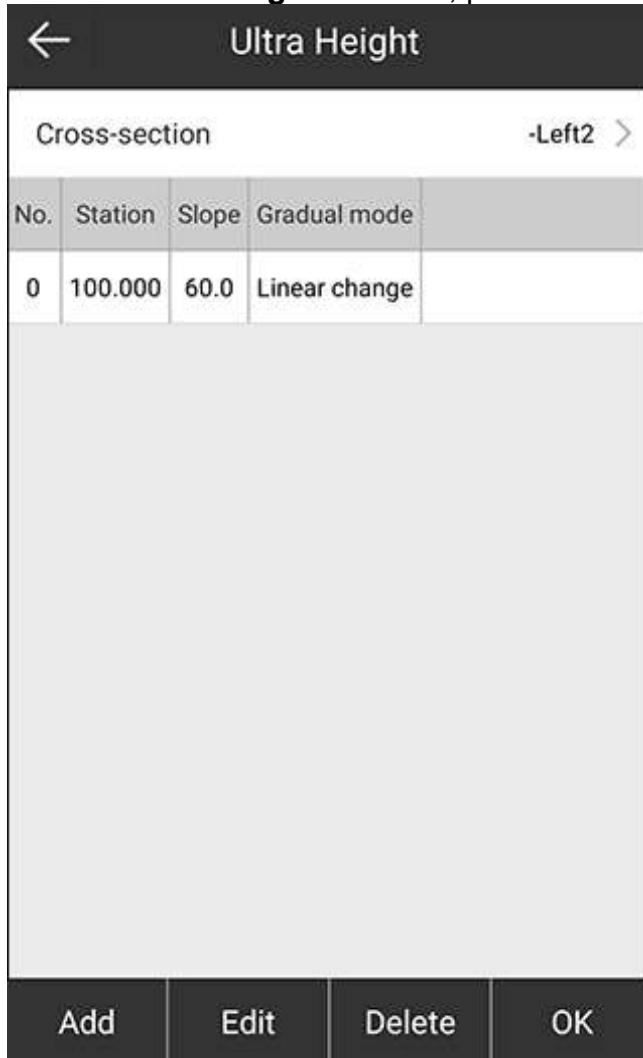 Ultra Height
Cross-section -Left2 >
No. Station Slope Gradual mode
0 100.000 60.0 Linear change
Add Edit Delete OK